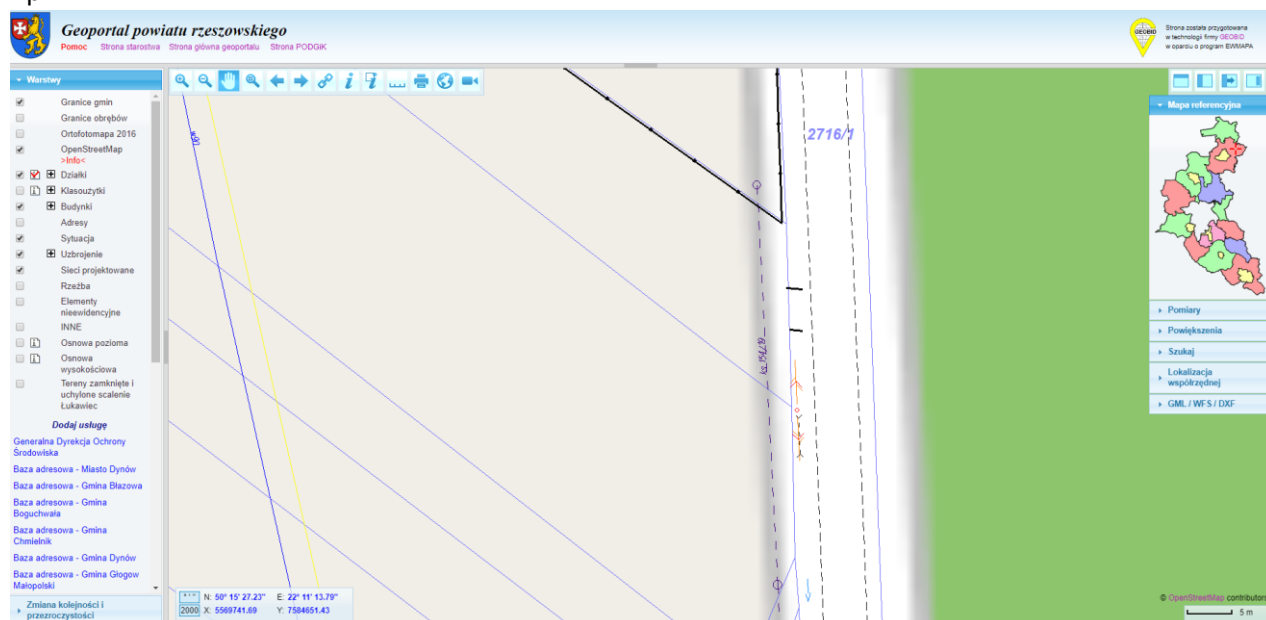 Geoportal powiatu rzeszowskiego
Pomoc Strona starostwa Strona główna geoportalu Strona PODGiK
GEOBID
Strona została przygotowana
w technologii firmy GEOBID
w oparciu o program EWMAPA
Warstwy
Granice gmin
Granice obrębów
Ortofotomapa 2016
OpenStreetMap
>Info<
Działki
Klasoużytki
Budynki
Adresy
Sytuacja
Uzbrojenie
Sieci projektowane
Rzeźba
Elementy
nieewidencyjne
INNE
Osnowa pozioma
Osnowa
wysokościowa
Tereny zamknięte i
uchylone scalenie
Łukawiec
Dodaj usługę
Generalna Dyrekcja Ochrony
Środowiska
Baza adresowa - Miasto Dynów
Baza adresowa - Gmina Błazowa
Baza adresowa - Gmina
Boguchwała
Baza adresowa - Gmina
Chmielnik
Baza adresowa - Gmina Dynów
Baza adresowa - Gmina Głogow
Małopolski
Zmiana kolejności i
przezroczystości
w90
2716/1
N: 50° 15' 27.23" E: 22° 11' 13.79"
2000 X: 5569741.69 Y: 7584651.43
Mapa referencyjna
Pomiary
Powiększenia
Szukaj
Lokalizacja
współrzędnej
GML / WFS / DXF
© OpenStreetMap contributors
5 m